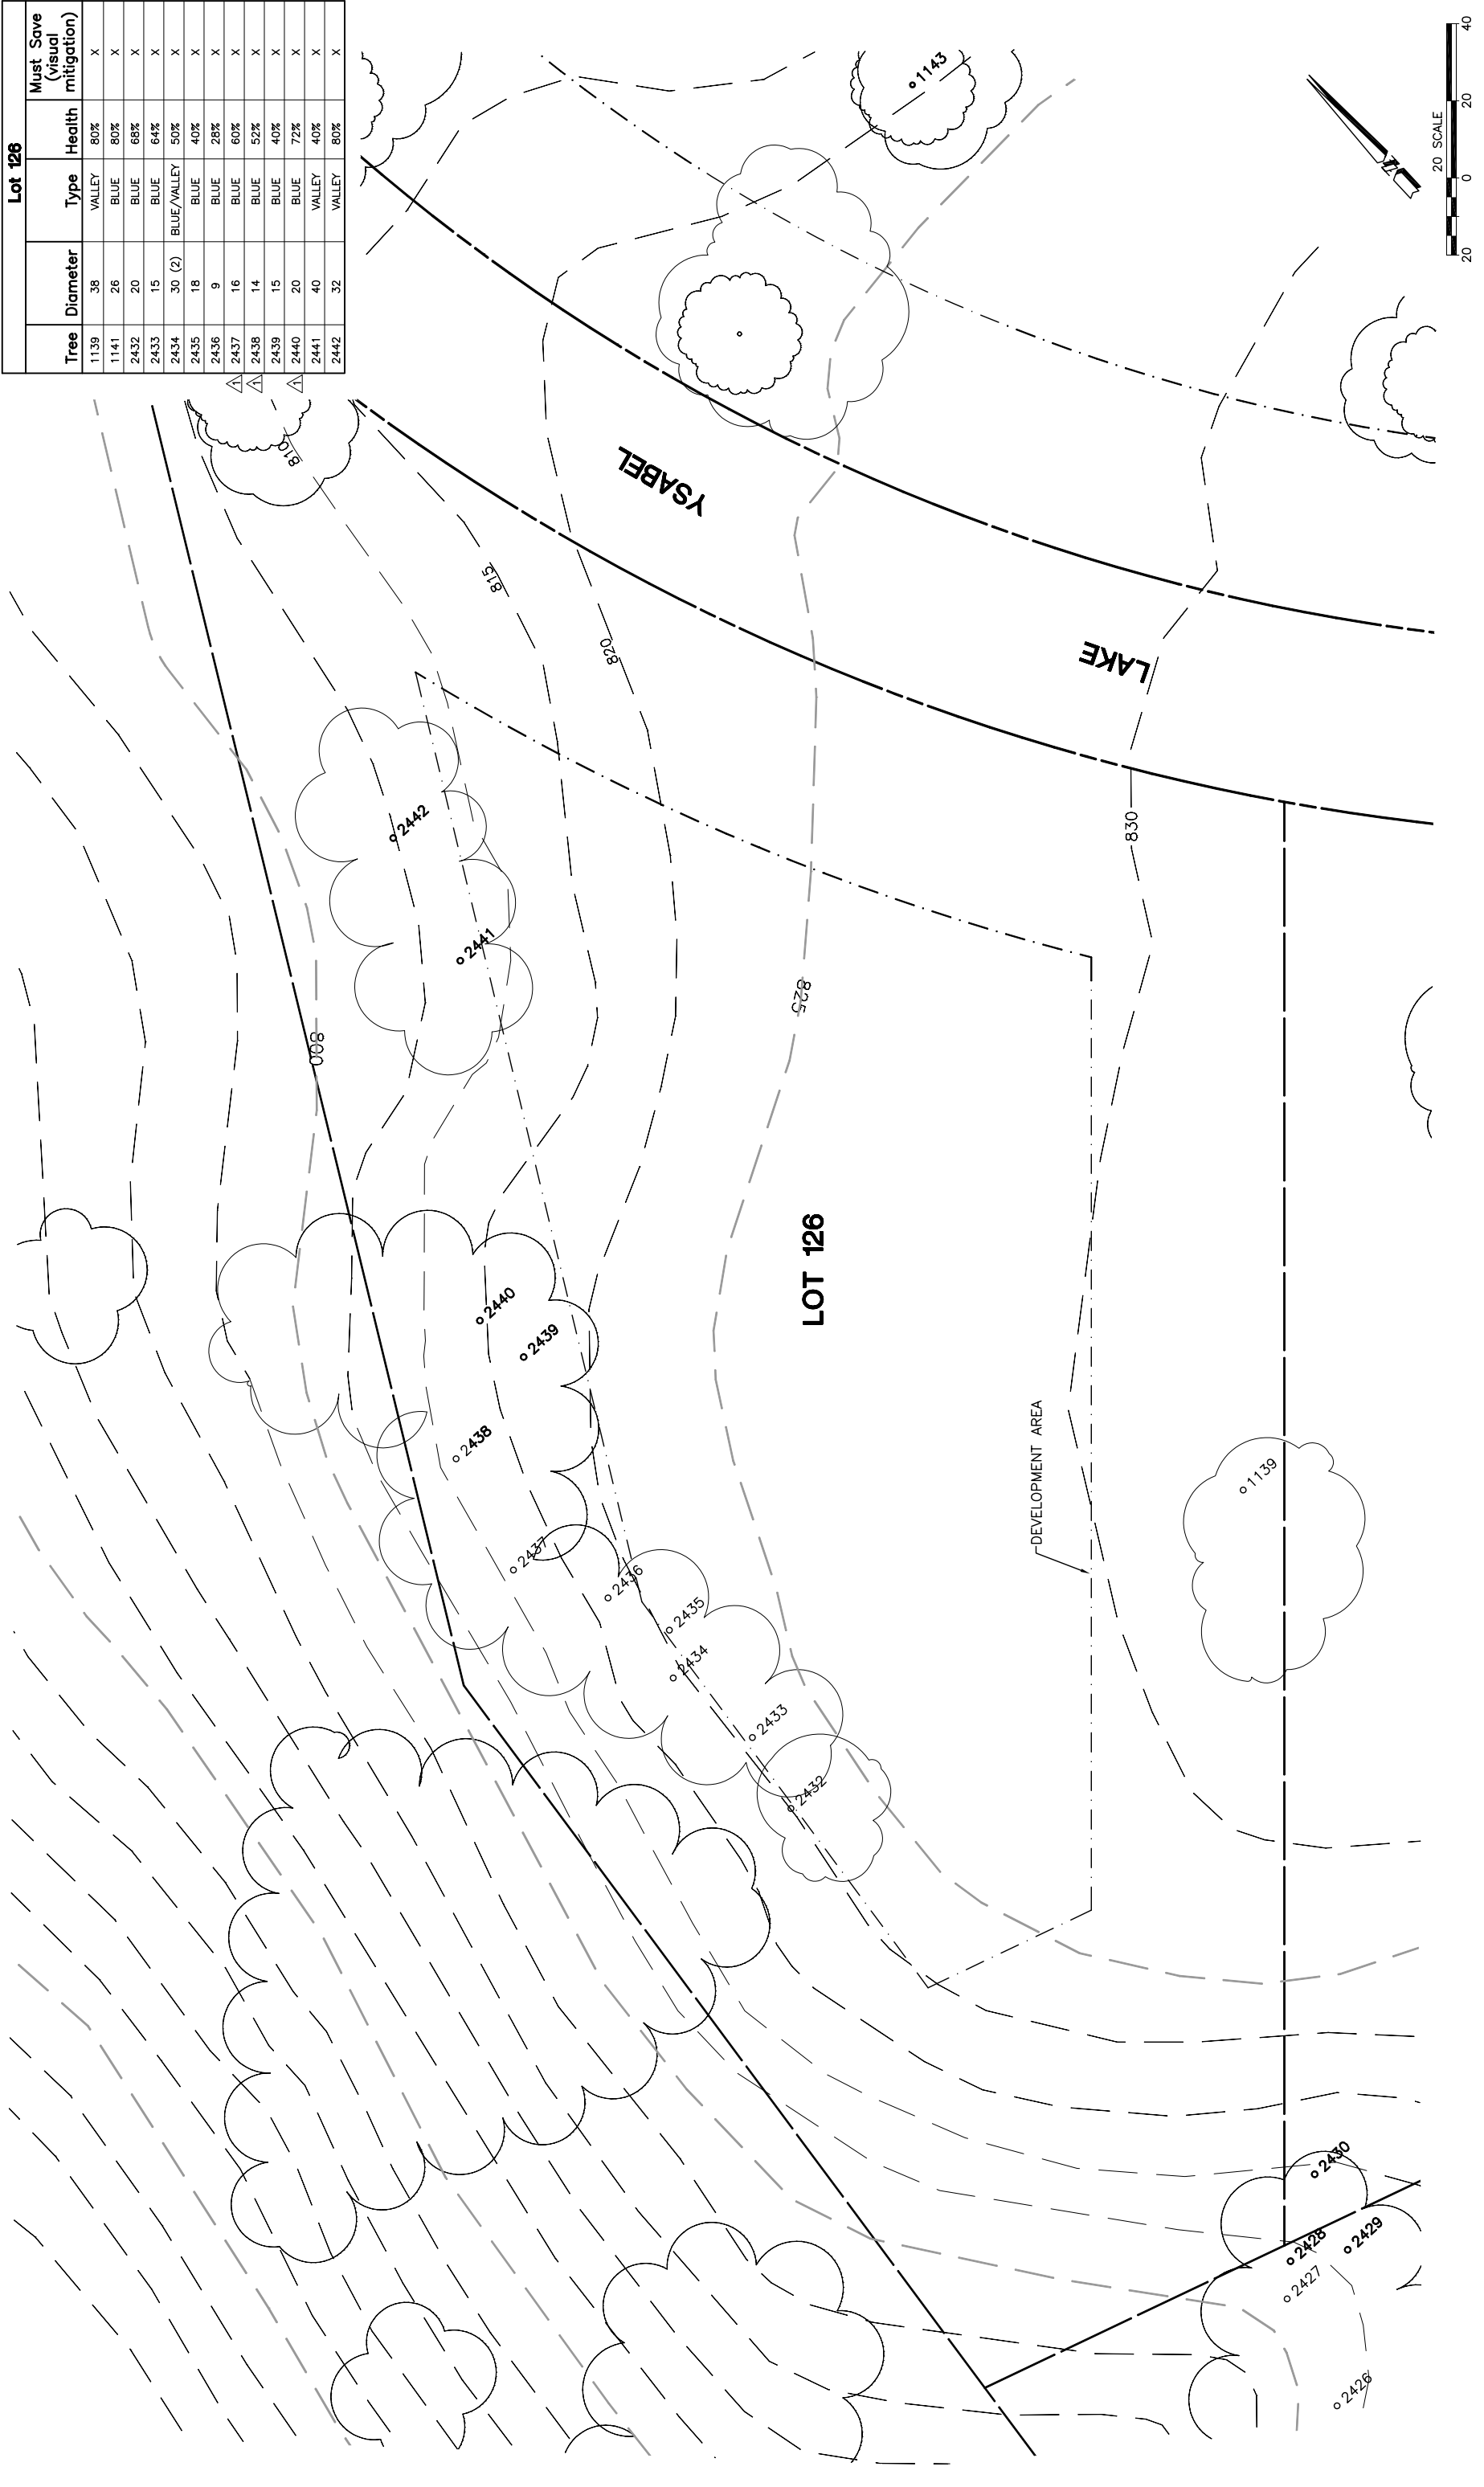 Lot 126
Tree Diameter Type Health Must Save (visual mitigation)
1139 38 VALLEY 80% X
1141 26 BLUE 80% X
2432 20 BLUE 68% X
2433 15 BLUE 64% X
2434 30 (2) BLUE/VALLEY 50% X
2435 18 BLUE 40% X
2436 9 BLUE 28% X
2437 16 BLUE 60% X
2438 14 BLUE 52% X
2439 15 BLUE 40% X
2440 20 BLUE 72% X
2441 40 VALLEY 40% X
2442 32 VALLEY 80% X
1
1
1
1143
20 SCALE
20 0 20 40
N
810
YSABEL
815
820
LAKE
830
2442
2441
825
800
LOT 126
2440
2439
2438
DEVELOPMENT AREA
1139
2437
2436
2435
2434
2433
2432
2430
2428
2429
2427
2426